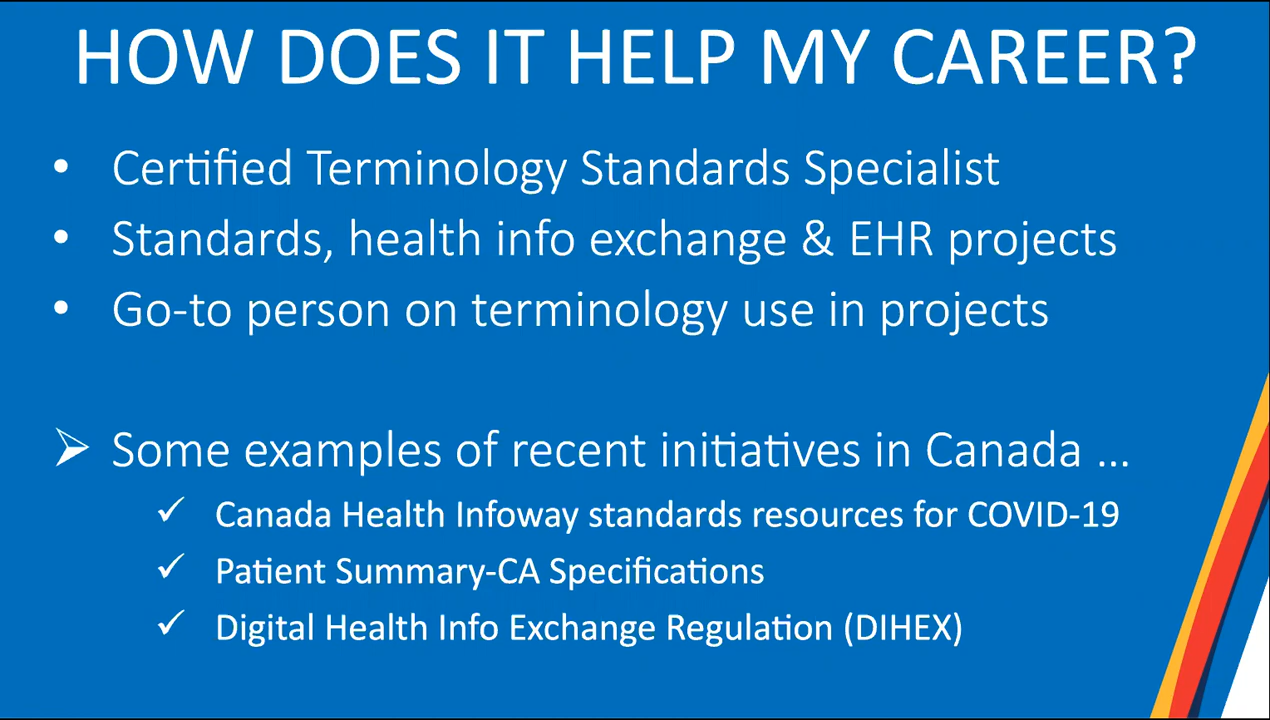 HOW DOES IT HELP MY CAREER?
• Certified Terminology Standards Specialist
• Standards, health info exchange & EHR projects
• Go-to person on terminology use in projects
➢ Some examples of recent initiatives in Canada ...
✓ Canada Health Infoway standards resources for COVID-19
✓ Patient Summary-CA Specifications
✓ Digital Health Info Exchange Regulation (DIHEX)